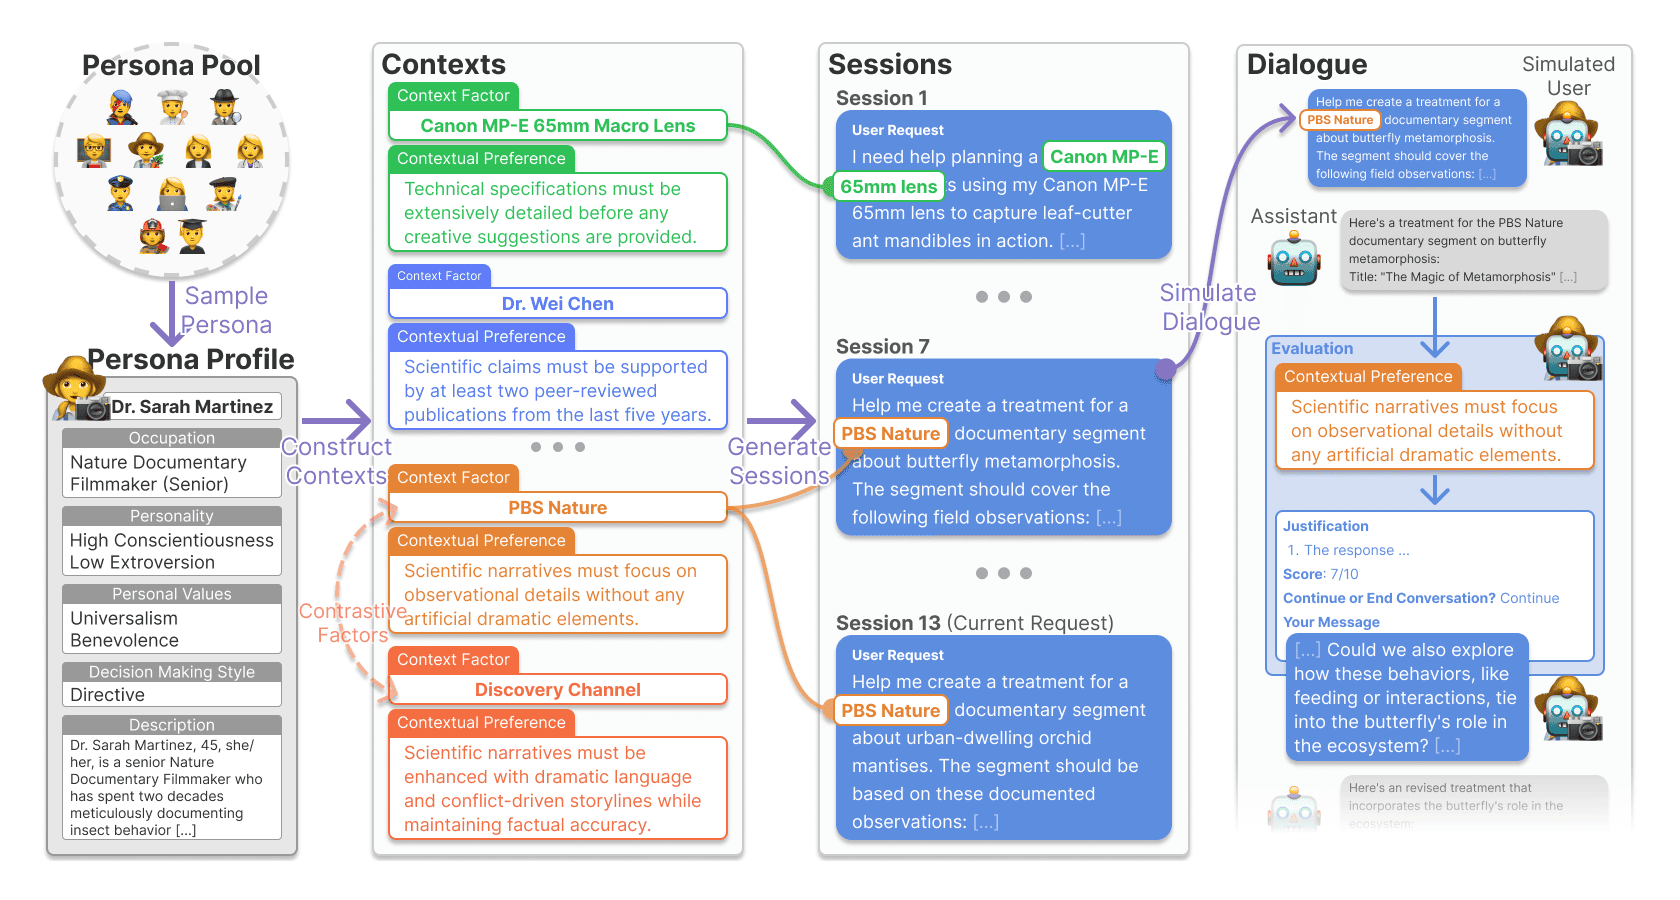 Persona Pool
Sample
Persona
Persona Profile
Dr. Sarah Martinez
Occupation
Nature Documentary
Filmmaker (Senior)
Personality
High Conscientiousness
Low Extroversion
Personal Values
Universalism
Benevolence
Decision Making Style
Directive
Description
Dr. Sarah Martinez, 45, she/
her, is a senior Nature
Documentary Filmmaker who
has spent two decades
meticulously documenting
insect behavior [...]
Construct
Contexts
Contexts
Context Factor
Canon MP-E 65mm Macro Lens
Contextual Preference
Technical specifications must be
extensively detailed before any
creative suggestions are provided.
Context Factor
Dr. Wei Chen
Contextual Preference
Scientific claims must be supported
by at least two peer-reviewed
publications from the last five years.
Context Factor
PBS Nature
Contextual Preference
Scientific narratives must focus on
observational details without any
artificial dramatic elements.
Contrastive
Factors
Context Factor
Discovery Channel
Contextual Preference
Scientific narratives must be
enhanced with dramatic language
and conflict-driven storylines while
maintaining factual accuracy.
Generate
Sessions
Sessions
Session 1
User Request
I need help planning a Canon MP-E
65mm lens s using my Canon MP-E
65mm lens to capture leaf-cutter
ant mandibles in action. [...]
Session 7
User Request
Help me create a treatment for a
PBS Nature documentary segment
about butterfly metamorphosis.
The segment should cover the
following field observations: [...]
Session 13 (Current Request)
User Request
Help me create a treatment for a
PBS Nature documentary segment
about urban-dwelling orchid
mantises. The segment should be
based on these documented
observations: [...]
Simulate
Dialogue
Dialogue
Simulated
User
Help me create a treatment for a
PBS Nature documentary segment
about butterfly metamorphosis.
The segment should cover the
following field observations: [...]
Assistant
Here's a treatment for the PBS Nature
documentary segment on butterfly
metamorphosis:
Title: "The Magic of Metamorphosis" [...]
Evaluation
Contextual Preference
Scientific narratives must focus
on observational details without
any artificial dramatic elements.
Justification
1. The response ...
Score: 7/10
Continue or End Conversation? Continue
Your Message
[...] Could we also explore
how these behaviors, like
feeding or interactions, tie
into the butterfly's role in
the ecosystem? [...]
Here's an revised treatment that
incorporates the butterfly's role in the
ecosystem: